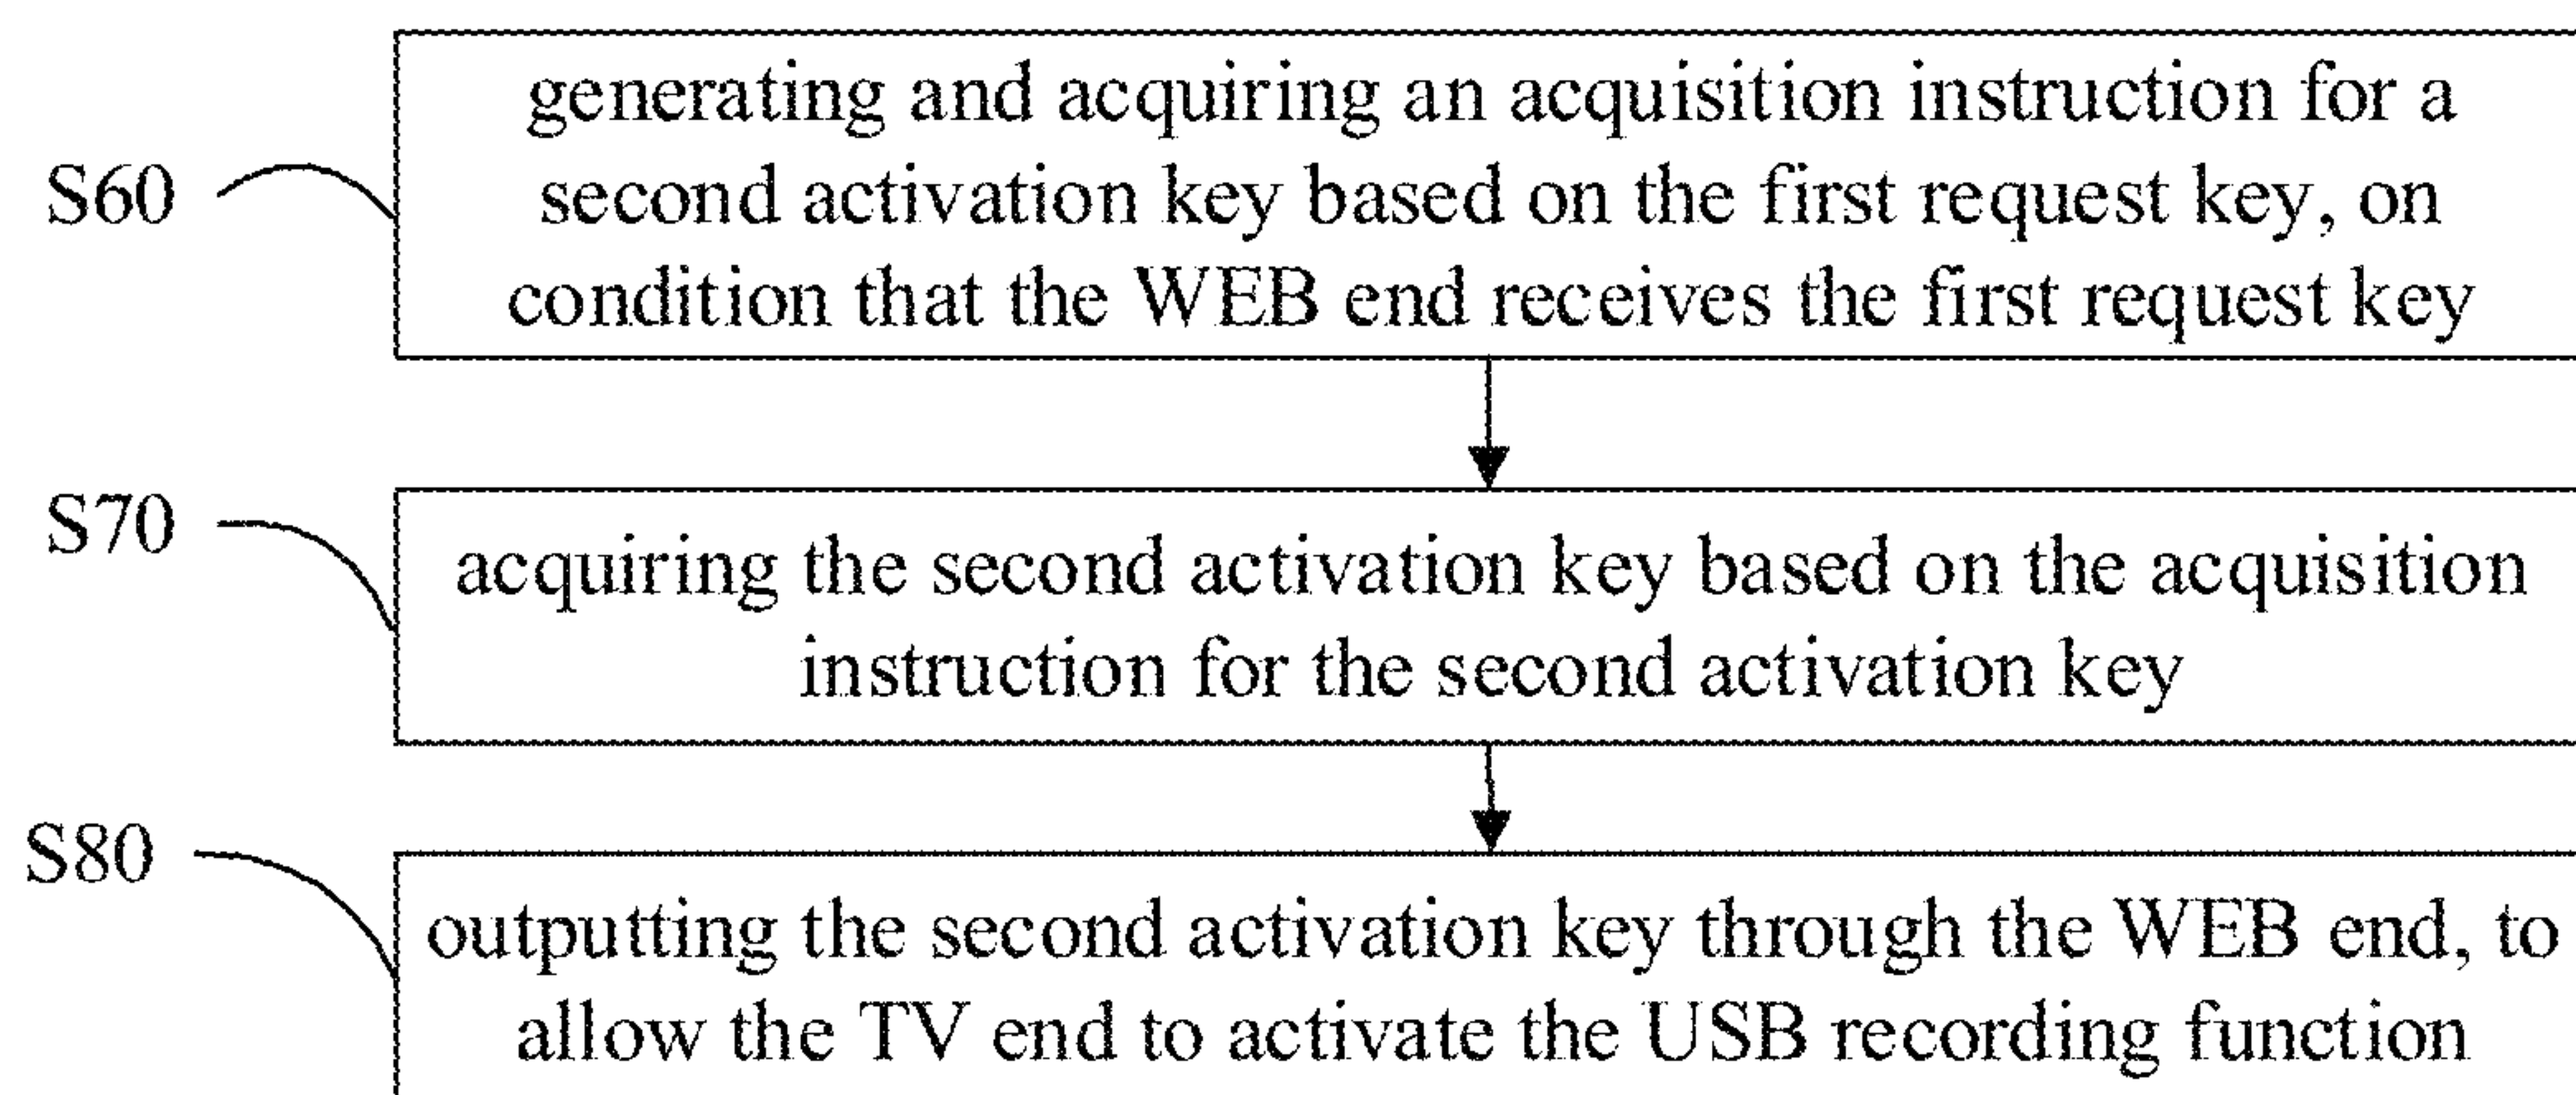 generating and acquiring an acquisition instruction for a
S60
second activation key based on the first request key, on
condition that the WEB end receives the first request key
S70
acquiring the second activation key based on the acquisition
instruction for the second activation key
S80
outputting the second activation key through the WEB end, to
allow the TV end to activate the USB recording function